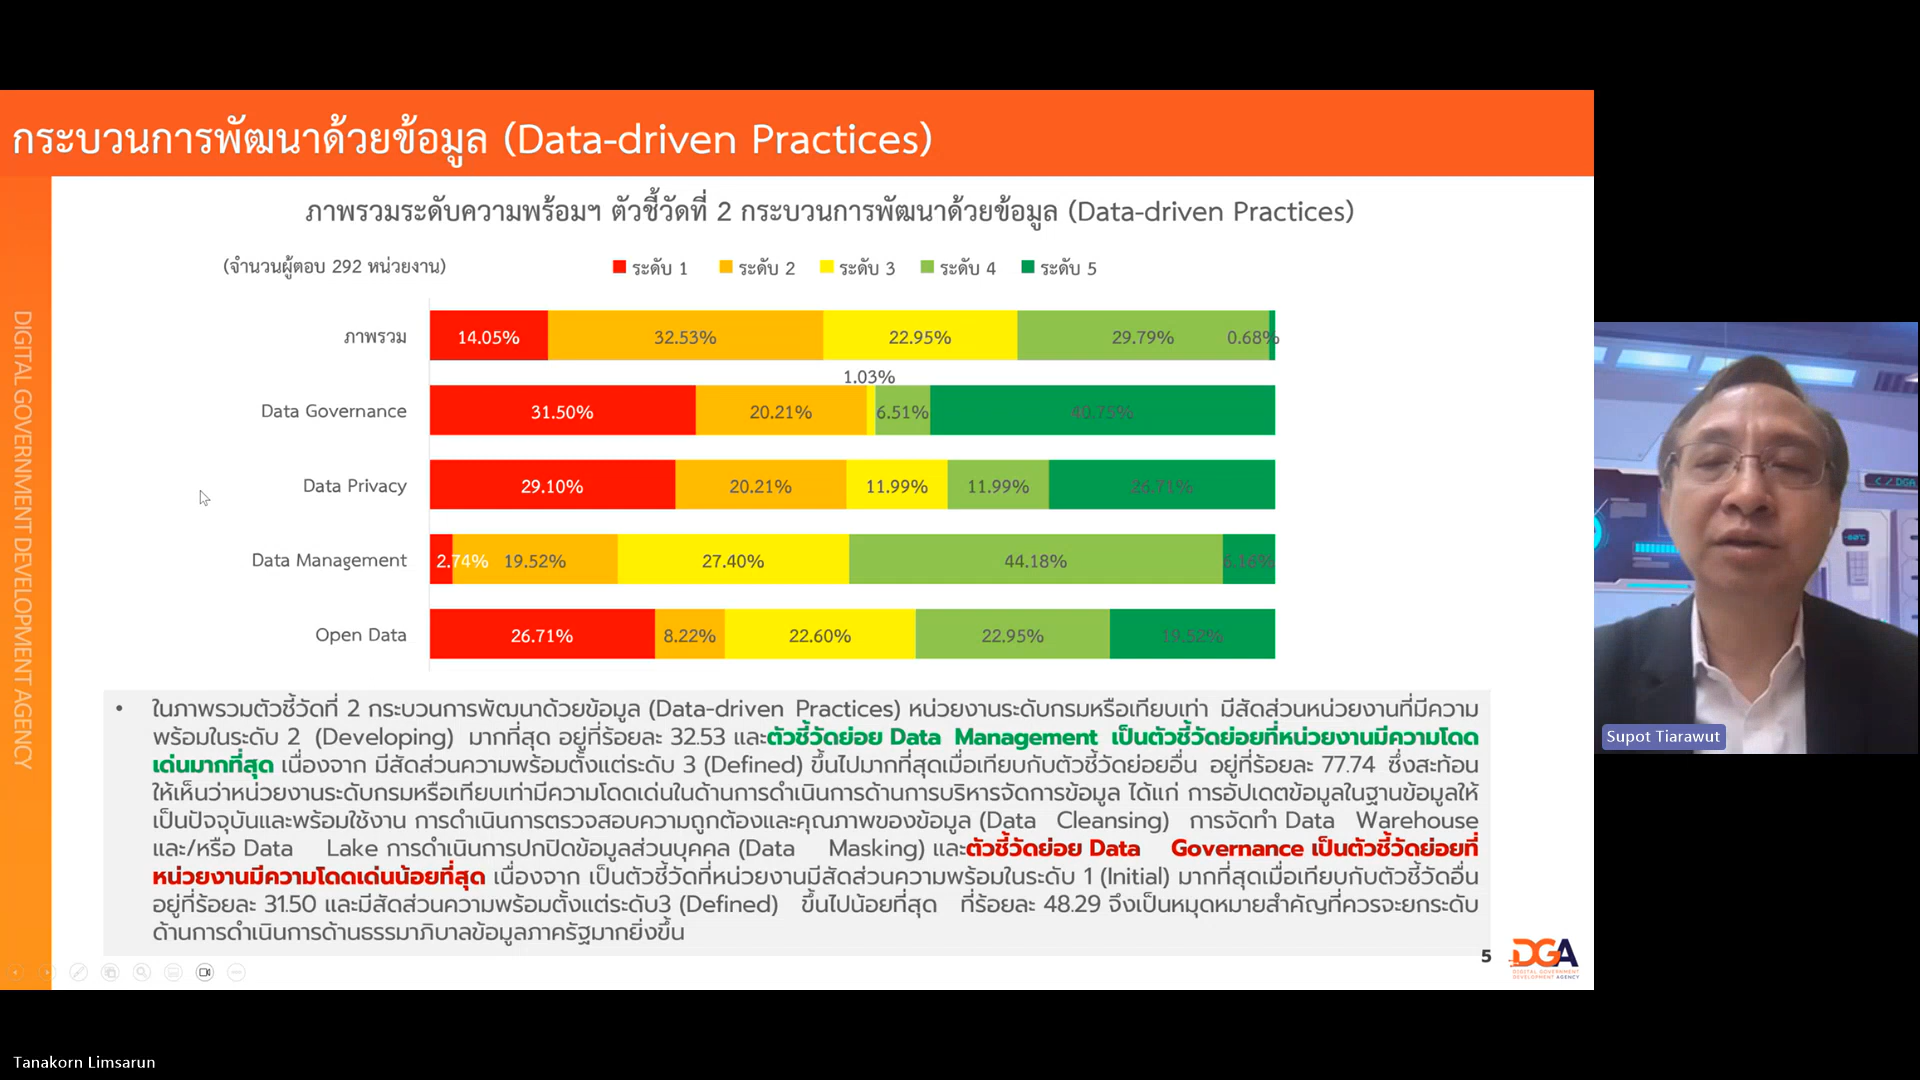 กระบวนการพัฒนาด้วยข้อมูล (Data-driven Practices)
ภาพรวมระดับความพร้อมฯ ตัวชี้วัดที่ 2 กระบวนการพัฒนาด้วยข้อมูล (Data-driven Practices)
(จำนวนผู้ตอบ 292 หน่วยงาน)
ระดับ 1 ระดับ 2 ระดับ 3 ระดับ 4 ระดับ 5
ภาพรวม 14.05% 32.53% 22.95% 29.79% 0.68%
1.03%
Data Governance 31.50% 20.21% 6.51% 40.75%
Data Privacy 29.10% 20.21% 11.99% 11.99% 26.71%
Data Management 2.74% 19.52% 27.40% 44.18% 6.16%
Open Data 26.71% 8.22% 22.60% 22.95% 19.52%
• ในภาพรวมตัวชี้วัดที่ 2 กระบวนการพัฒนาด้วยข้อมูล (Data-driven Practices) หน่วยงานระดับกรมหรือเทียบเท่า มีสัดส่วนหน่วยงานที่มีความ
พร้อมในระดับ 2 (Developing) มากที่สุด อยู่ที่ร้อยละ 32.53 และตัวชี้วัดย่อย Data Management เป็นตัวชี้วัดย่อยที่หน่วยงานมีความโดด
เด่นมากที่สุด เนื่องจาก มีสัดส่วนความพร้อมตั้งแต่ระดับ 3 (Defined) ขึ้นไปมากที่สุดเมื่อเทียบกับตัวชี้วัดย่อยอื่น อยู่ที่ร้อยละ 77.74 ซึ่งสะท้อน
ให้เห็นว่าหน่วยงานระดับกรมหรือเทียบเท่ามีความโดดเด่นในด้านการดำเนินการด้านการบริหารจัดการข้อมูล ได้แก่ การอัปเดตข้อมูลในฐานข้อมูลให้
เป็นปัจจุบันและพร้อมใช้งาน การดำเนินการตรวจสอบความถูกต้องและคุณภาพของข้อมูล (Data Cleansing) การจัดทำ Data Warehouse
และ/หรือ Data Lake การดำเนินการปกปิดข้อมูลส่วนบุคคล (Data Masking) และตัวชี้วัดย่อย Data Governance เป็นตัวชี้วัดย่อยที่
หน่วยงานมีความโดดเด่นน้อยที่สุด เนื่องจาก เป็นตัวชี้วัดที่หน่วยงานมีสัดส่วนความพร้อมในระดับ 1 (Initial) มากที่สุดเมื่อเทียบกับตัวชี้วัดอื่น
อยู่ที่ร้อยละ 31.50 และมีสัดส่วนความพร้อมตั้งแต่ระดับ3 (Defined) ขึ้นไปน้อยที่สุด ที่ร้อยละ 48.29 จึงเป็นหมุดหมายสำคัญที่ควรจะยกระดับ
ด้านการดำเนินการด้านธรรมาภิบาลข้อมูลภาครัฐมากยิ่งขึ้น
5
DGA
DIGITAL GOVERNMENT
DEVELOPMENT AGENCY
DIGITAL GOVERNMENT DEVELOPMENT AGENCY
Supot Tiarawut
Tanakorn Limsarun